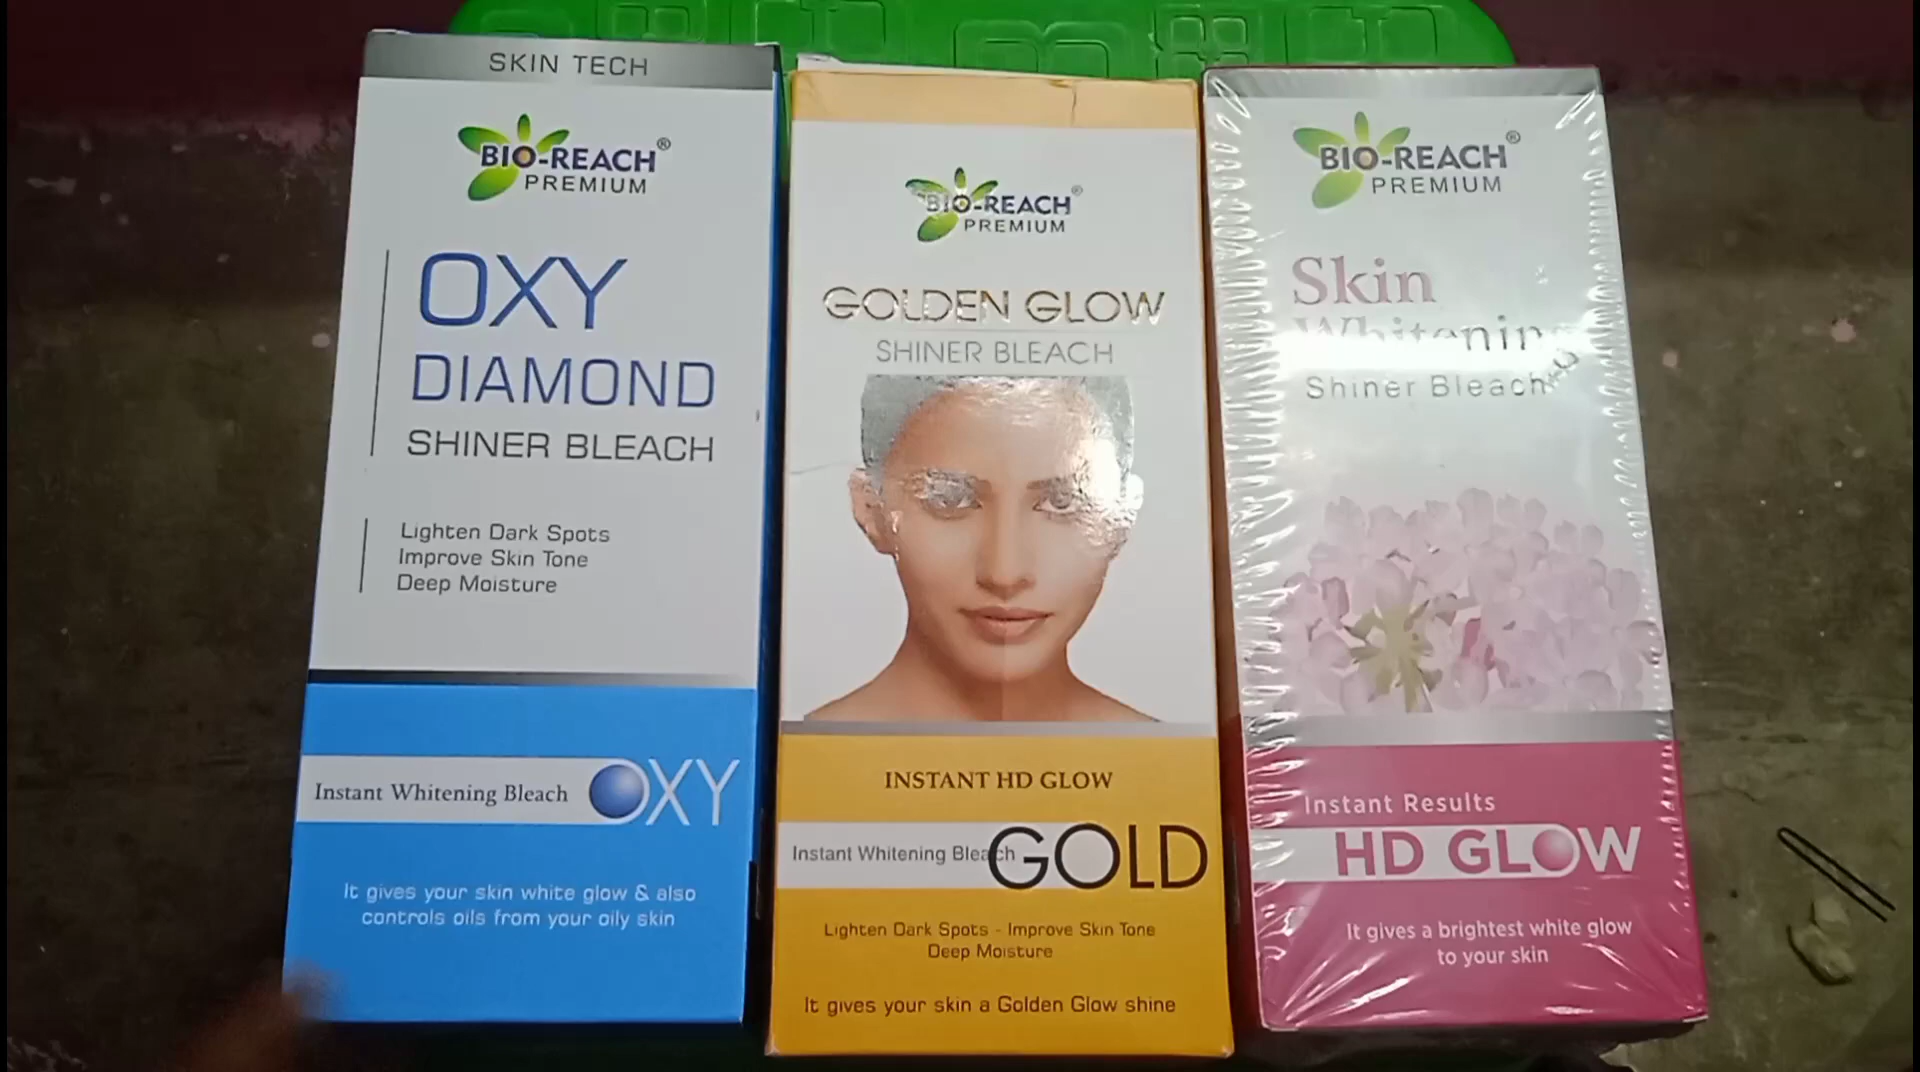 SKIN TECH
BIO-REACH®
PREMIUM
OXY
DIAMOND
SHINER BLEACH
Lighten Dark Spots
Improve Skin Tone
Deep Moisture
Instant Whitening Bleach OXY
It gives your skin white glow & also
controls oils from your oily skin
BIO-REACH®
PREMIUM
GOLDEN GLOW
SHINER BLEACH
INSTANT HD GLOW
Instant Whitening Bleach GOLD
Lighten Dark Spots - Improve Skin Tone
Deep Moisture
It gives your skin a Golden Glow shine
BIO-REACH®
PREMIUM
Skin
Whitening
Shiner Bleach
Instant Results
HD GLOW
It gives a brightest white glow
to your skin